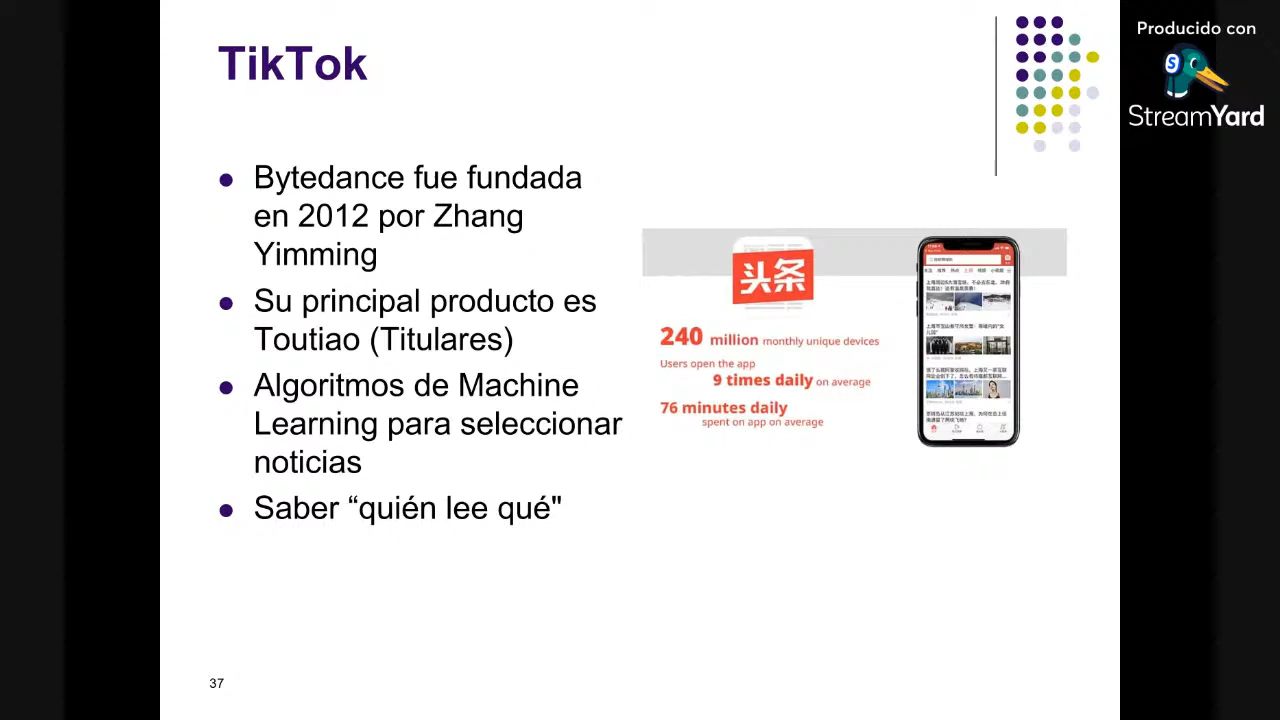 TikTok
Producido con
StreamYard
Bytedance fue fundada
en 2012 por Zhang
Yimming
Su principal producto es
Toutiao (Titulares)
Algoritmos de Machine
Learning para seleccionar
noticias
Saber “quién lee qué"
头条
240 million monthly unique devices
Users open the app
9 times daily on average
76 minutes daily
spent on app on average
37